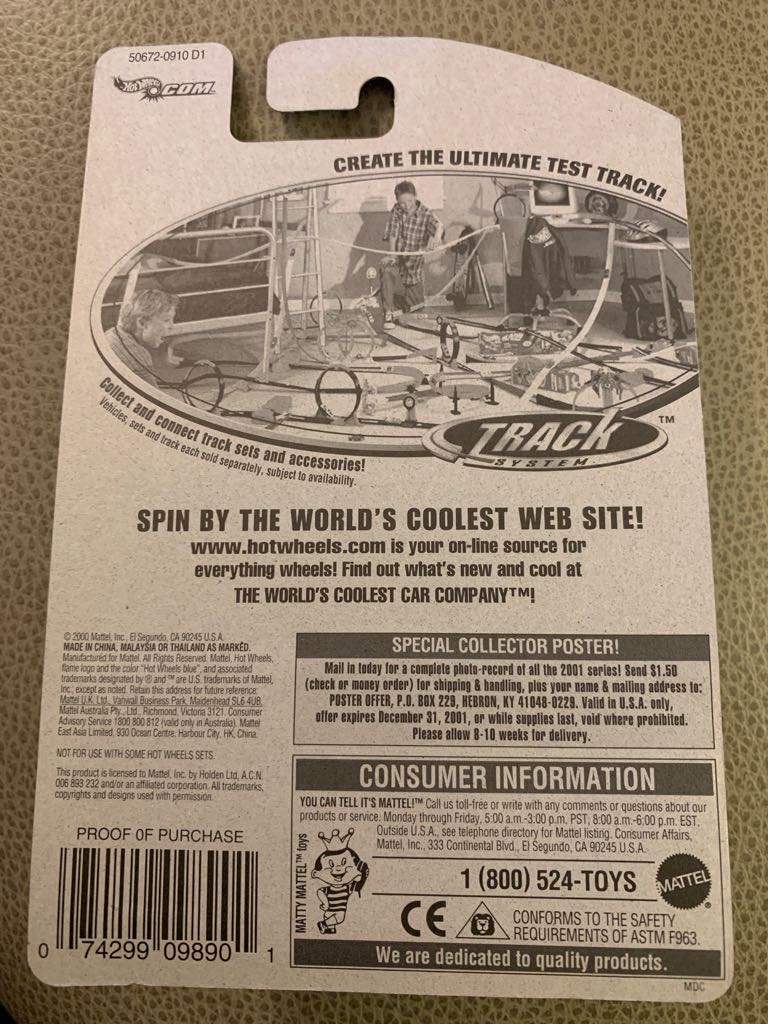 50672-0910 D1
Hot Wheels .COM™
CREATE THE ULTIMATE TEST TRACK!
Collect and connect track sets and accessories!
Vehicles, sets and track each sold separately, subject to availability.
TRACK™
SYSTEM
SPIN BY THE WORLD'S COOLEST WEB SITE!
www.hotwheels.com is your on-line source for
everything wheels! Find out what's new and cool at
THE WORLD'S COOLEST CAR COMPANY™!
© 2000 Mattel, Inc., El Segundo, CA 90245 U.S.A.
MADE IN CHINA, MALAYSIA OR THAILAND AS MARKED.
Manufactured for Mattel. All Rights Reserved. Mattel, Hot Wheels,
flame logo and the color "Hot Wheels blue", and associated
trademarks designated by ® and ™ are U.S. trademarks of Mattel,
Inc., except as noted. Retain this address for future reference:
Mattel U.K. Ltd., Vanwall Business Park, Maidenhead SL6 4UB.
Mattel Australia Pty., Ltd., Richmond, Victoria 3121. Consumer
Advisory Service 1800 800 812 (valid only in Australia). Mattel
East Asia Limited, 930 Ocean Centre, Harbour City, HK, China.
NOT FOR USE WITH SOME HOT WHEELS SETS.
This product is licensed to Mattel, Inc. by Holden Ltd, A.C.N.
006 893 232 and/or an affiliated corporation. All trademarks,
copyrights and designs used with permission.
PROOF OF PURCHASE
0 74299 09890 1
SPECIAL COLLECTOR POSTER!
Mail in today for a complete photo-record of all the 2001 series! Send $1.50
(check or money order) for shipping & handling, plus your name & mailing address to:
POSTER OFFER, P.O. BOX 229, HEBRON, KY 41048-0229. Valid in U.S.A. only,
offer expires December 31, 2001, or while supplies last, void where prohibited.
Please allow 8-10 weeks for delivery.
CONSUMER INFORMATION
YOU CAN TELL IT'S MATTEL!™ Call us toll-free or write with any comments or questions about our
products or service. Monday through Friday, 5:00 a.m.-3:00 p.m. PST, 8:00 a.m.-6:00 p.m. EST.
Outside U.S.A., see telephone directory for Mattel listing. Consumer Affairs,
Mattel, Inc., 333 Continental Blvd., El Segundo, CA 90245 U.S.A.
MATTY MATTEL™ toys
1 (800) 524-TOYS
MATTEL®
CE
CONFORMS TO THE SAFETY
REQUIREMENTS OF ASTM F963.
We are dedicated to quality products.
MDC